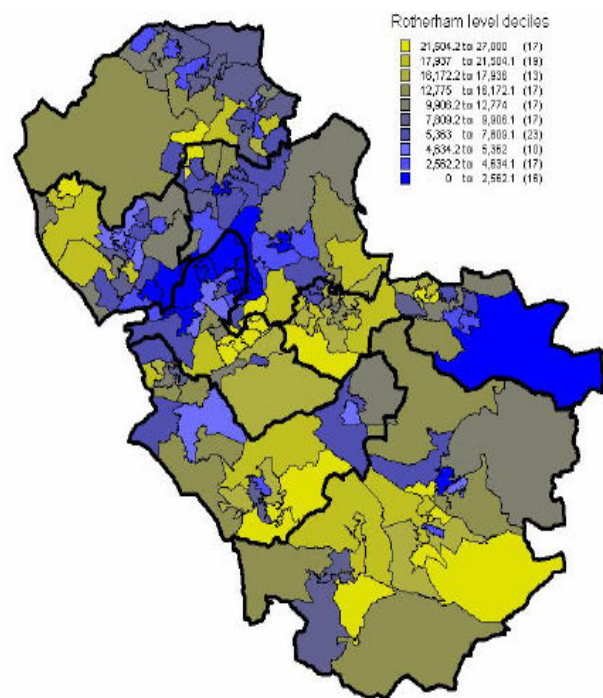 Rotherham level deciles
21,504.2 to 27,000 (17)
17,937 to 21,504.1 (19)
16,172.2 to 17,936 (13)
12,775 to 16,172.1 (17)
9,906.2 to 12,774 (17)
7,809.2 to 9,906.1 (17)
5,363 to 7,809.1 (23)
4,634.2 to 5,362 (10)
2,562.2 to 4,634.1 (17)
0 to 2,562.1 (16)